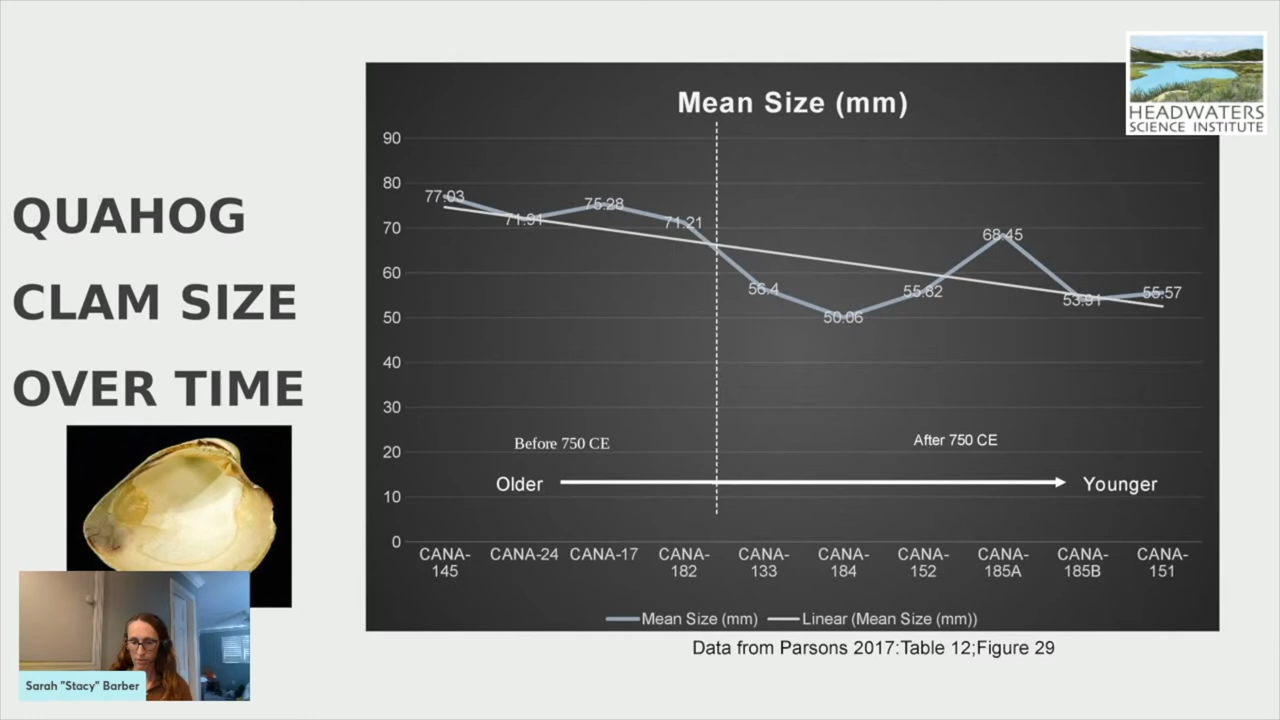 QUAHOG
CLAM SIZE
OVER TIME
Sarah "Stacy" Barber
HEADWATERS
SCIENCE INSTITUTE
Mean Size (mm)
90
80
70
60
50
40
30
20
10
0
77.03
71.91
75.28
71.21
56.4
50.06
55.82
68.45
53.91
55.57
Before 750 CE
After 750 CE
Older
Younger
CANA-145
CANA-24
CANA-17
CANA-182
CANA-133
CANA-184
CANA-152
CANA-185A
CANA-185B
CANA-151
Mean Size (mm)
Linear (Mean Size (mm))
Data from Parsons 2017:Table 12;Figure 29